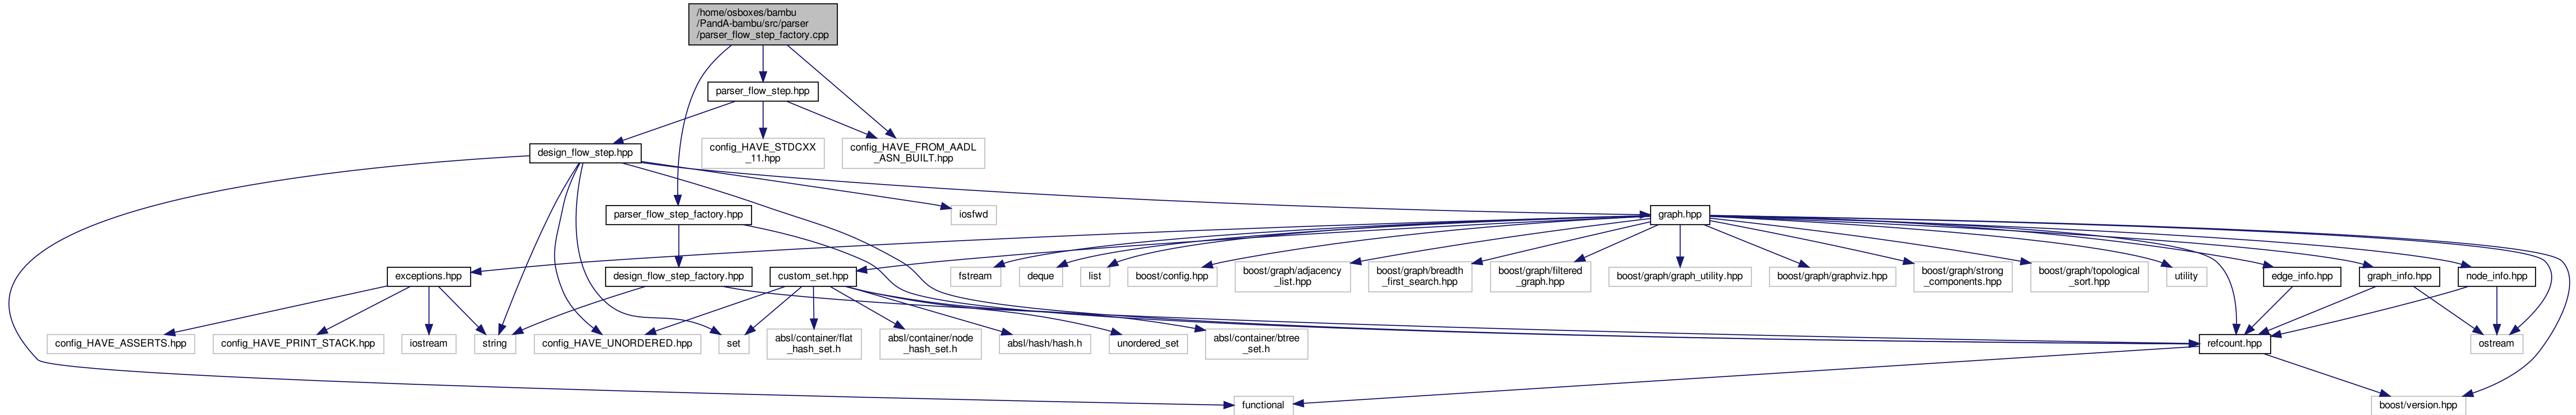 /home/osboxes/bambu
/PandA-bambu/src/parser
/parser_flow_step_factory.cpp
parser_flow_step.hpp
design_flow_step.hpp
config_HAVE_STDCXX
_11.hpp
config_HAVE_FROM_AADL
_ASN_BUILT.hpp
parser_flow_step_factory.hpp
iosfwd
graph.hpp
exceptions.hpp
design_flow_step_factory.hpp
custom_set.hpp
fstream
deque
list
boost/config.hpp
boost/graph/adjacency
_list.hpp
boost/graph/breadth
_first_search.hpp
boost/graph/filtered
_graph.hpp
boost/graph/graph_utility.hpp
boost/graph/graphviz.hpp
boost/graph/strong
_components.hpp
boost/graph/topological
_sort.hpp
utility
edge_info.hpp
graph_info.hpp
node_info.hpp
config_HAVE_ASSERTS.hpp
config_HAVE_PRINT_STACK.hpp
iostream
string
config_HAVE_UNORDERED.hpp
set
absl/container/flat
_hash_set.h
absl/container/node
_hash_set.h
absl/hash/hash.h
unordered_set
absl/container/btree
_set.h
refcount.hpp
ostream
functional
boost/version.hpp